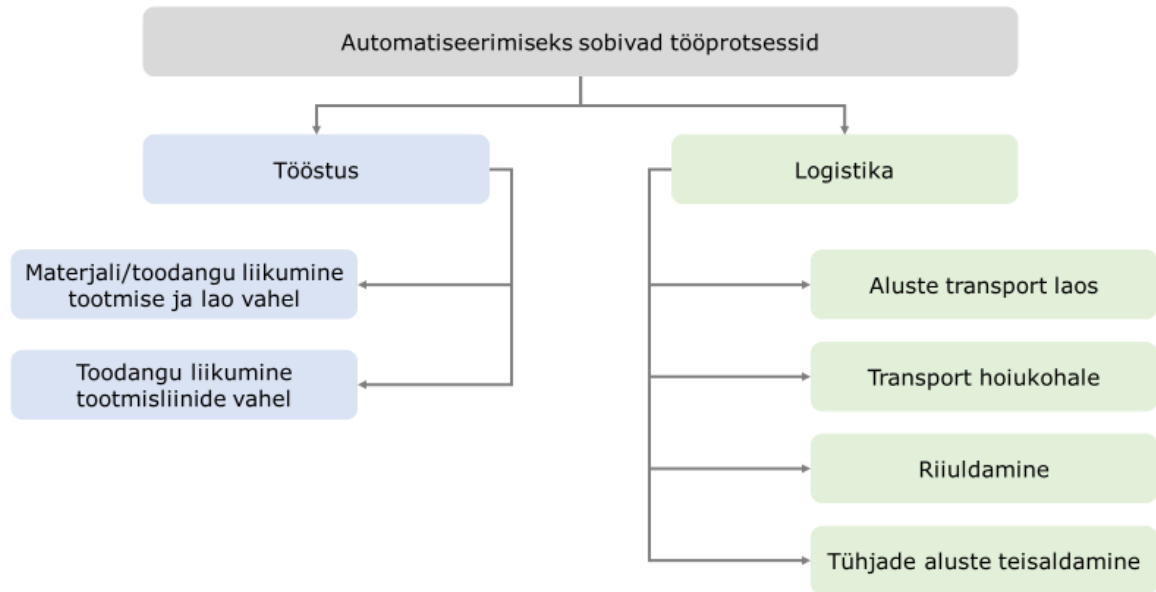 Automatiseerimiseks sobivad tööprotsessid
Tööstus
Logistika
Materjali/toodangu liikumine
tootmise ja lao vahel
Toodangu liikumine
tootmisliinide vahel
Aluste transport laos
Transport hoiukohale
Riiuldamine
Tühjade aluste teisaldamine